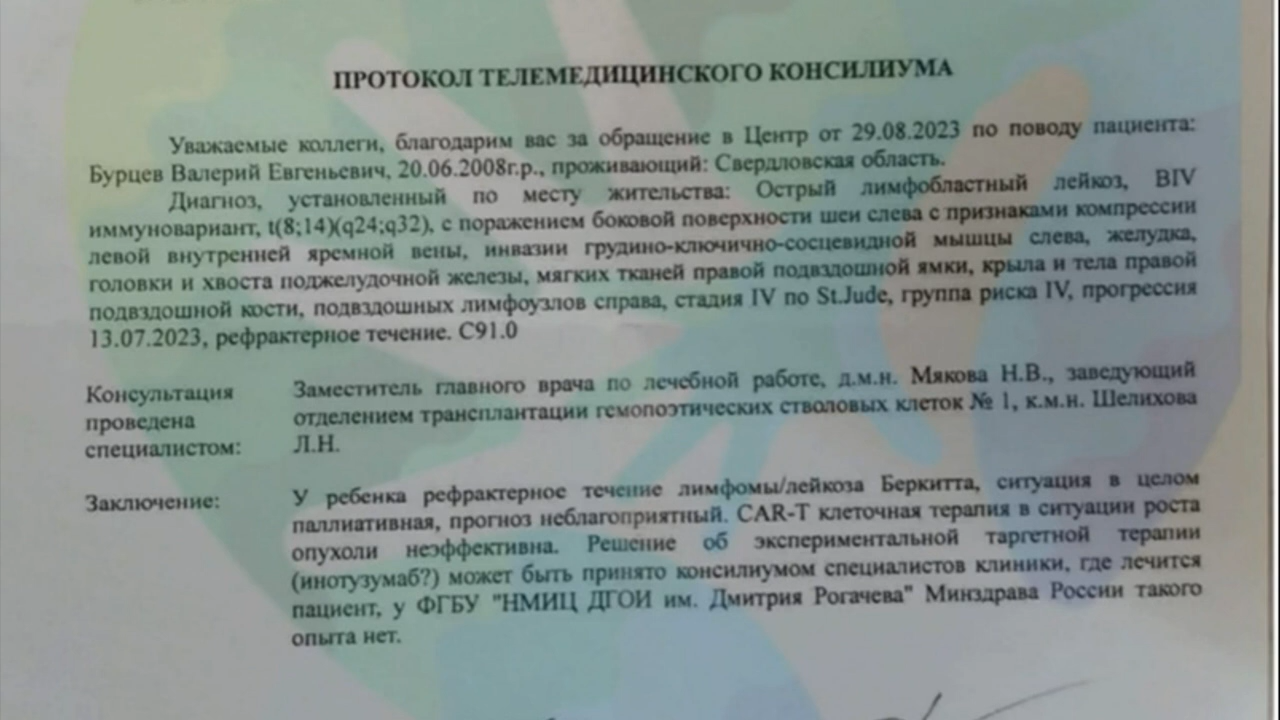 ПРОТОКОЛ ТЕЛЕМЕДИЦИНСКОГО КОНСИЛИУМА
Уважаемые коллеги, благодарим вас за обращение в Центр от 29.08.2023 по поводу пациента:
Бурцев Валерий Евгеньевич, 20.06.2008г.р., проживающий: Свердловская область.
Диагноз, установленный по месту жительства: Острый лимфобластный лейкоз, BIV
иммуновариант, t(8;14)(q24;q32), с поражением боковой поверхности шеи слева с признаками компрессии
левой внутренней яремной вены, инвазии грудино-ключично-сосцевидной мышцы слева, желудка,
головки и хвоста поджелудочной железы, мягких тканей правой подвздошной ямки, крыла и тела правой
подвздошной кости, подвздошных лимфоузлов справа, стадия IV по St.Jude, группа риска IV, прогрессия
13.07.2023, рефрактерное течение. С91.0
Консультация проведена специалистом:
Заместитель главного врача по лечебной работе, д.м.н. Мякова Н.В., заведующий
отделением трансплантации гемопоэтических стволовых клеток № 1, к.м.н. Шелихова
Л.Н.
Заключение:
У ребенка рефрактерное течение лимфомы/лейкоза Беркитта, ситуация в целом
паллиативная, прогноз неблагоприятный. CAR-T клеточная терапия в ситуации роста
опухоли неэффективна. Решение об экспериментальной таргетной терапии
(инотузумаб?) может быть принято консилиумом специалистов клиники, где лечится
пациент, у ФГБУ "НМИЦ ДГОИ им. Дмитрия Рогачева" Минздрава России такого
опыта нет.